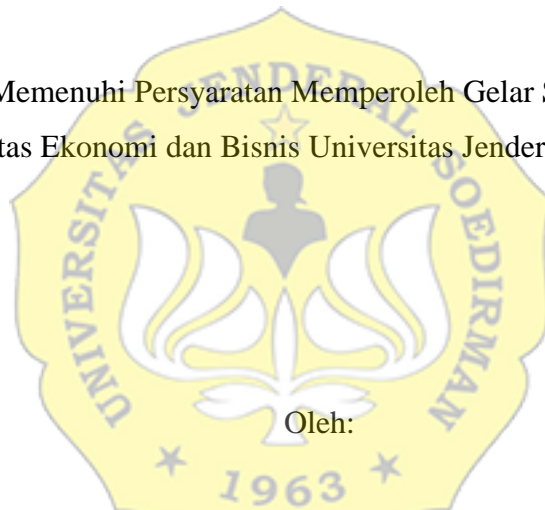 Memenuhi Persyaratan Memperoleh Gelar S
tas Ekonomi dan Bisnis Universitas Jender
UNIVERSITAS JENDERAL SOEDIRMAN
Oleh:
1963